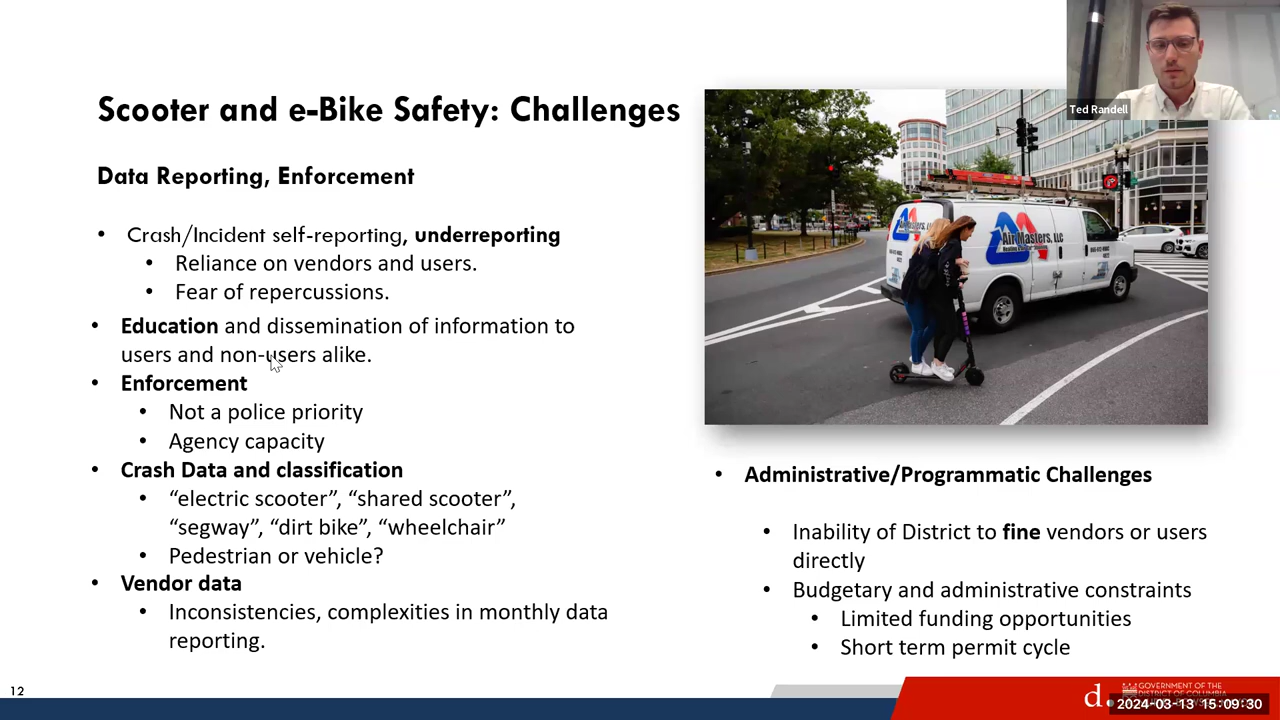 Ted Randell
Scooter and e-Bike Safety: Challenges
Data Reporting, Enforcement
• Crash/Incident self-reporting, underreporting
• Reliance on vendors and users.
• Fear of repercussions.
• Education and dissemination of information to
users and non-users alike.
• Enforcement
• Not a police priority
• Agency capacity
• Crash Data and classification
• “electric scooter”, “shared scooter”,
“segway”, “dirt bike”, “wheelchair”
• Pedestrian or vehicle?
• Vendor data
• Inconsistencies, complexities in monthly data
reporting.
Air Masters, LLC
• Administrative/Programmatic Challenges
• Inability of District to fine vendors or users
directly
• Budgetary and administrative constraints
• Limited funding opportunities
• Short term permit cycle
12
d.
GOVERNMENT OF THE
DISTRICT OF COLUMBIA
2024-03-13 15:09:30